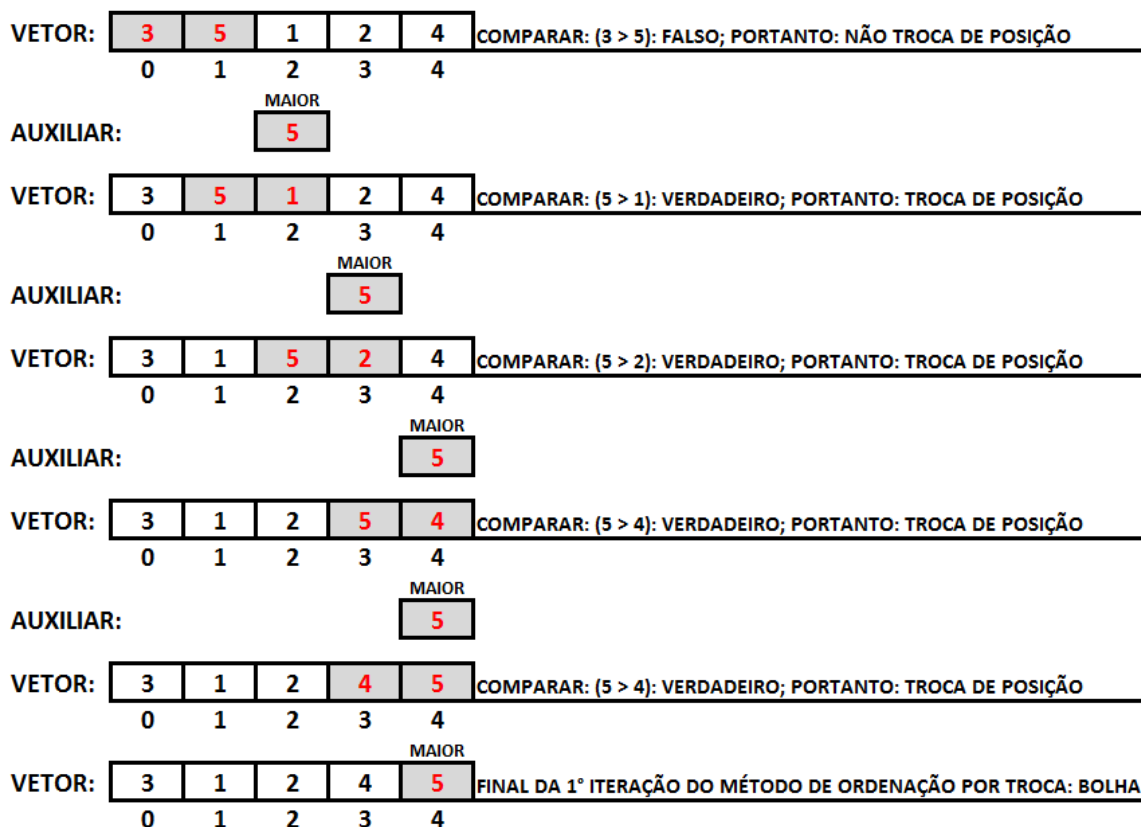 VETOR: 3 5 1 2 4 COMPARAR: (3 > 5): FALSO; PORTANTO: NÃO TROCA DE POSIÇÃO
0 1 2 3 4
MAIOR
AUXILIAR: 5
VETOR: 3 5 1 2 4 COMPARAR: (5 > 1): VERDADEIRO; PORTANTO: TROCA DE POSIÇÃO
0 1 2 3 4
MAIOR
AUXILIAR: 5
VETOR: 3 1 5 2 4 COMPARAR: (5 > 2): VERDADEIRO; PORTANTO: TROCA DE POSIÇÃO
0 1 2 3 4
MAIOR
AUXILIAR: 5
VETOR: 3 1 2 5 4 COMPARAR: (5 > 4): VERDADEIRO; PORTANTO: TROCA DE POSIÇÃO
0 1 2 3 4
MAIOR
AUXILIAR: 5
VETOR: 3 1 2 4 5 COMPARAR: (5 > 4): VERDADEIRO; PORTANTO: TROCA DE POSIÇÃO
0 1 2 3 4
MAIOR
VETOR: 3 1 2 4 5 FINAL DA 1° ITERAÇÃO DO MÉTODO DE ORDENAÇÃO POR TROCA: BOLHA
0 1 2 3 4